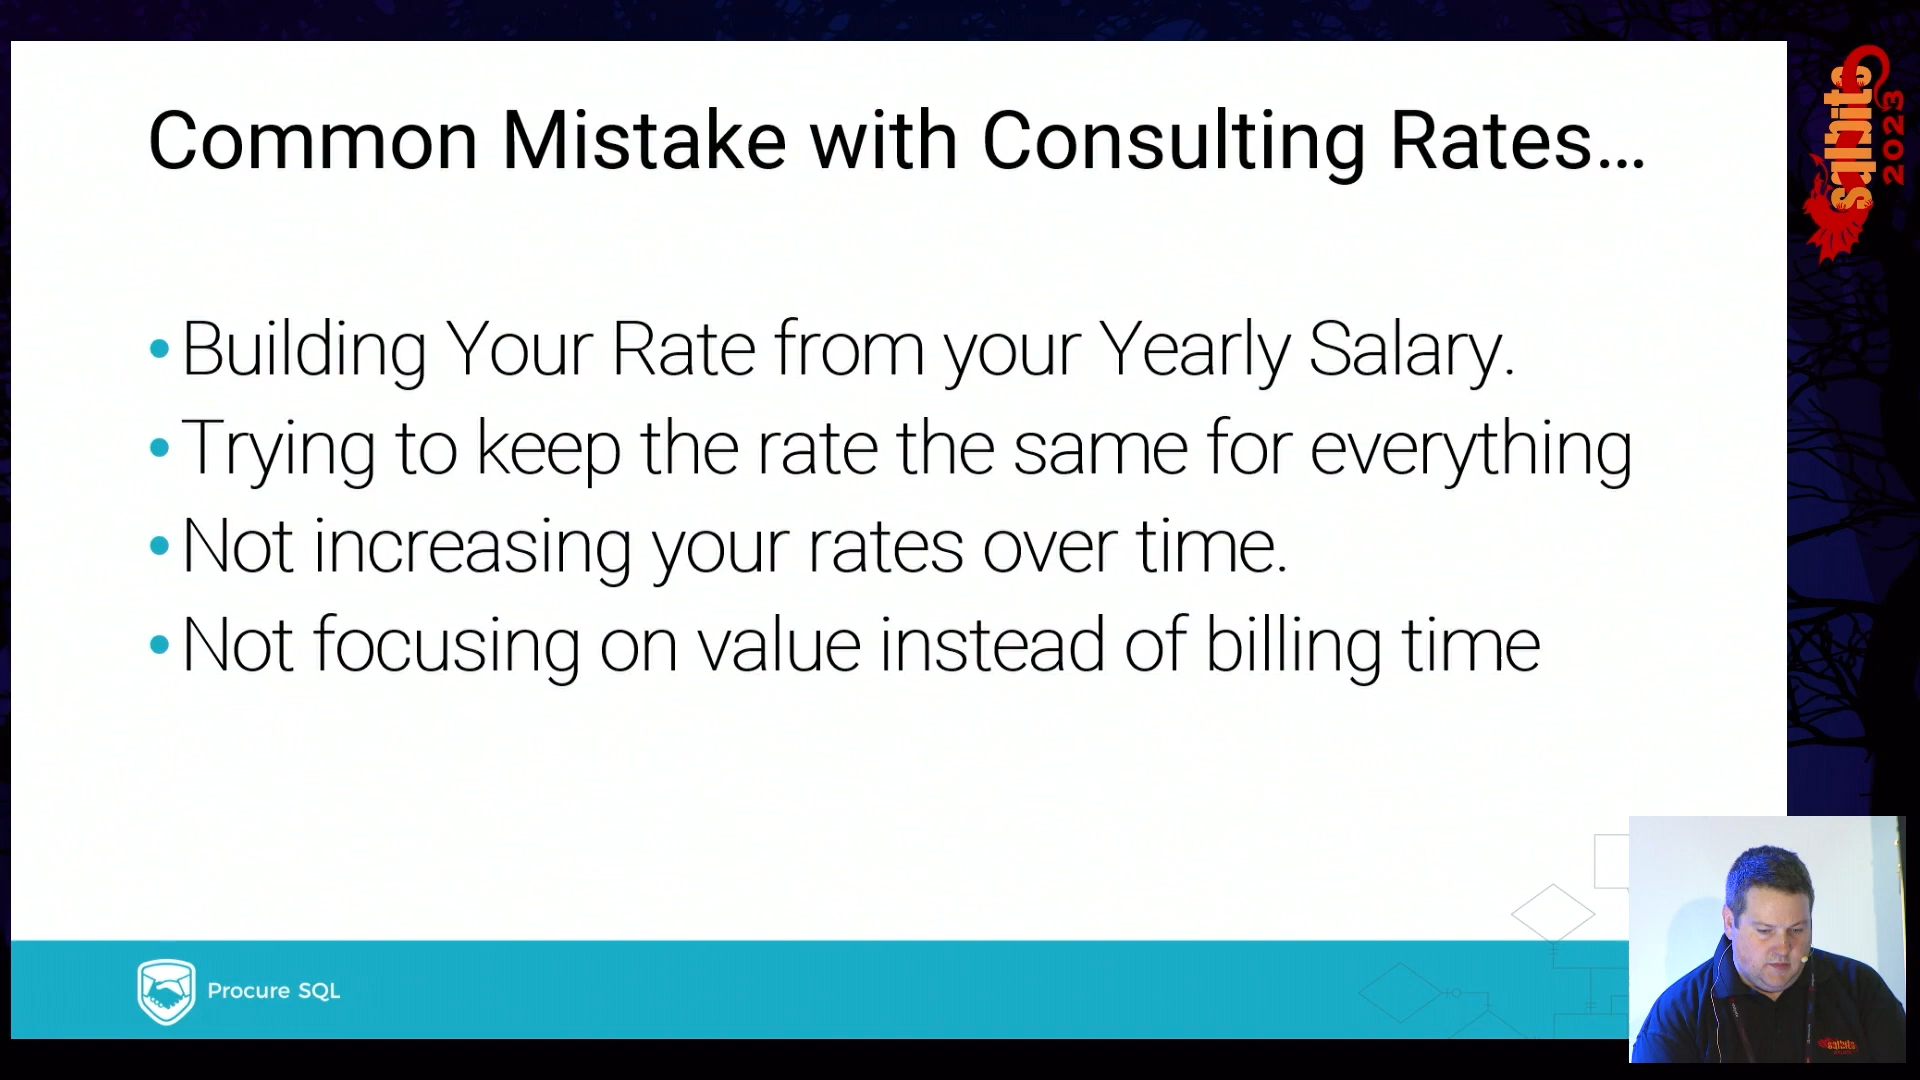 Common Mistake with Consulting Rates...
• Building Your Rate from your Yearly Salary.
• Trying to keep the rate the same for everything
• Not increasing your rates over time.
• Not focusing on value instead of billing time
Procure SQL
sqlbits
2023
sqlbits